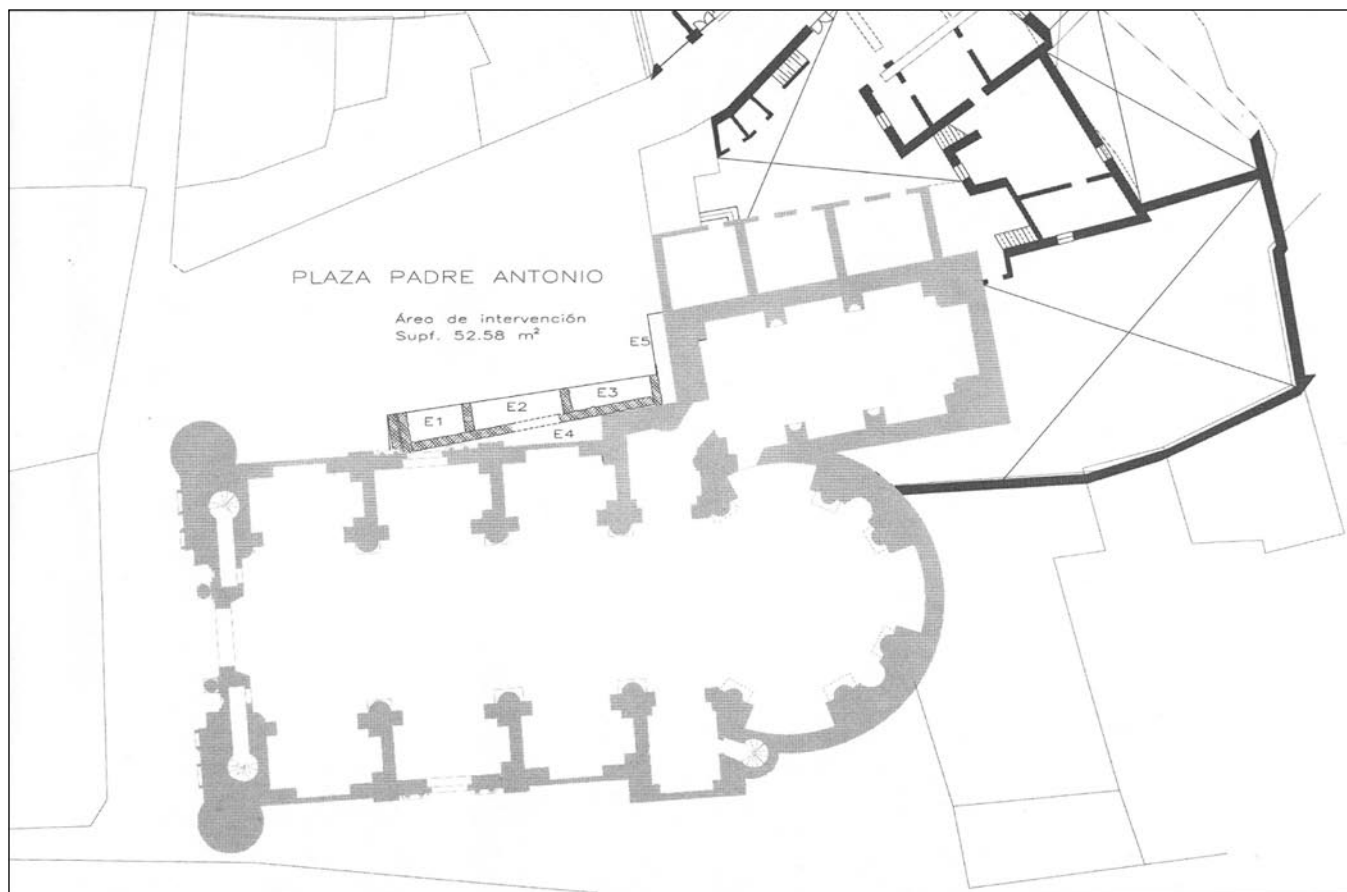 PLAZA PADRE ANTONIO
Área de intervención
Supf. 52.58 m²
E5
E3
E2
E1
E4